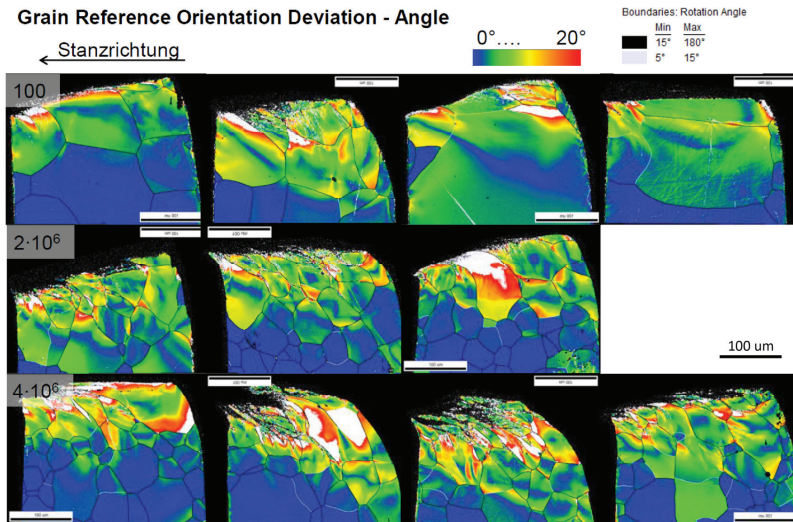 Grain Reference Orientation Deviation - Angle
Stanzrichtung
0°.... 20°
Boundaries: Rotation Angle
Min Max
15° 180°
5° 15°
100
2·10⁶
4·10⁶
100 um